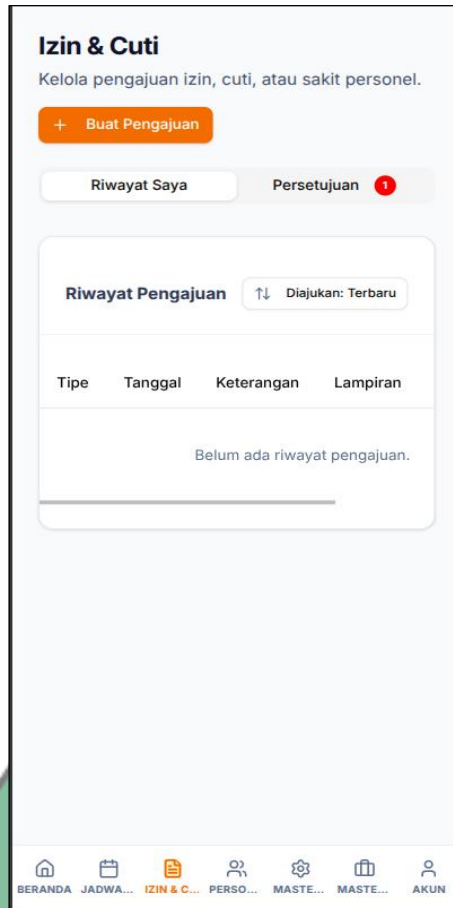 Izin & Cuti
Kelola pengajuan izin, cuti, atau sakit personel.
+ Buat Pengajuan
Riwayat Saya Persetujuan 1
Riwayat Pengajuan Diajukan: Terbaru
Tipe Tanggal Keterangan Lampiran
Belum ada riwayat pengajuan.
BERANDA JADWA... IZIN & C... PERSO... MASTE... MASTE... AKUN